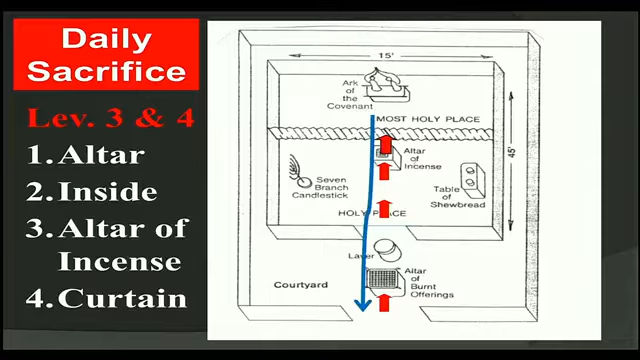 Daily
Sacrifice
Lev. 3 & 4
1. Altar
2. Inside
3. Altar of
Incense
4. Curtain
15'
Ark
of
the
Covenant
MOST HOLY PLACE
Altar
of
Incense
45'
Seven
Branch
Candlestick
Table
of
Shewbread
HOLY PLACE
Laver
Altar
of
Burnt
Offerings
Courtyard